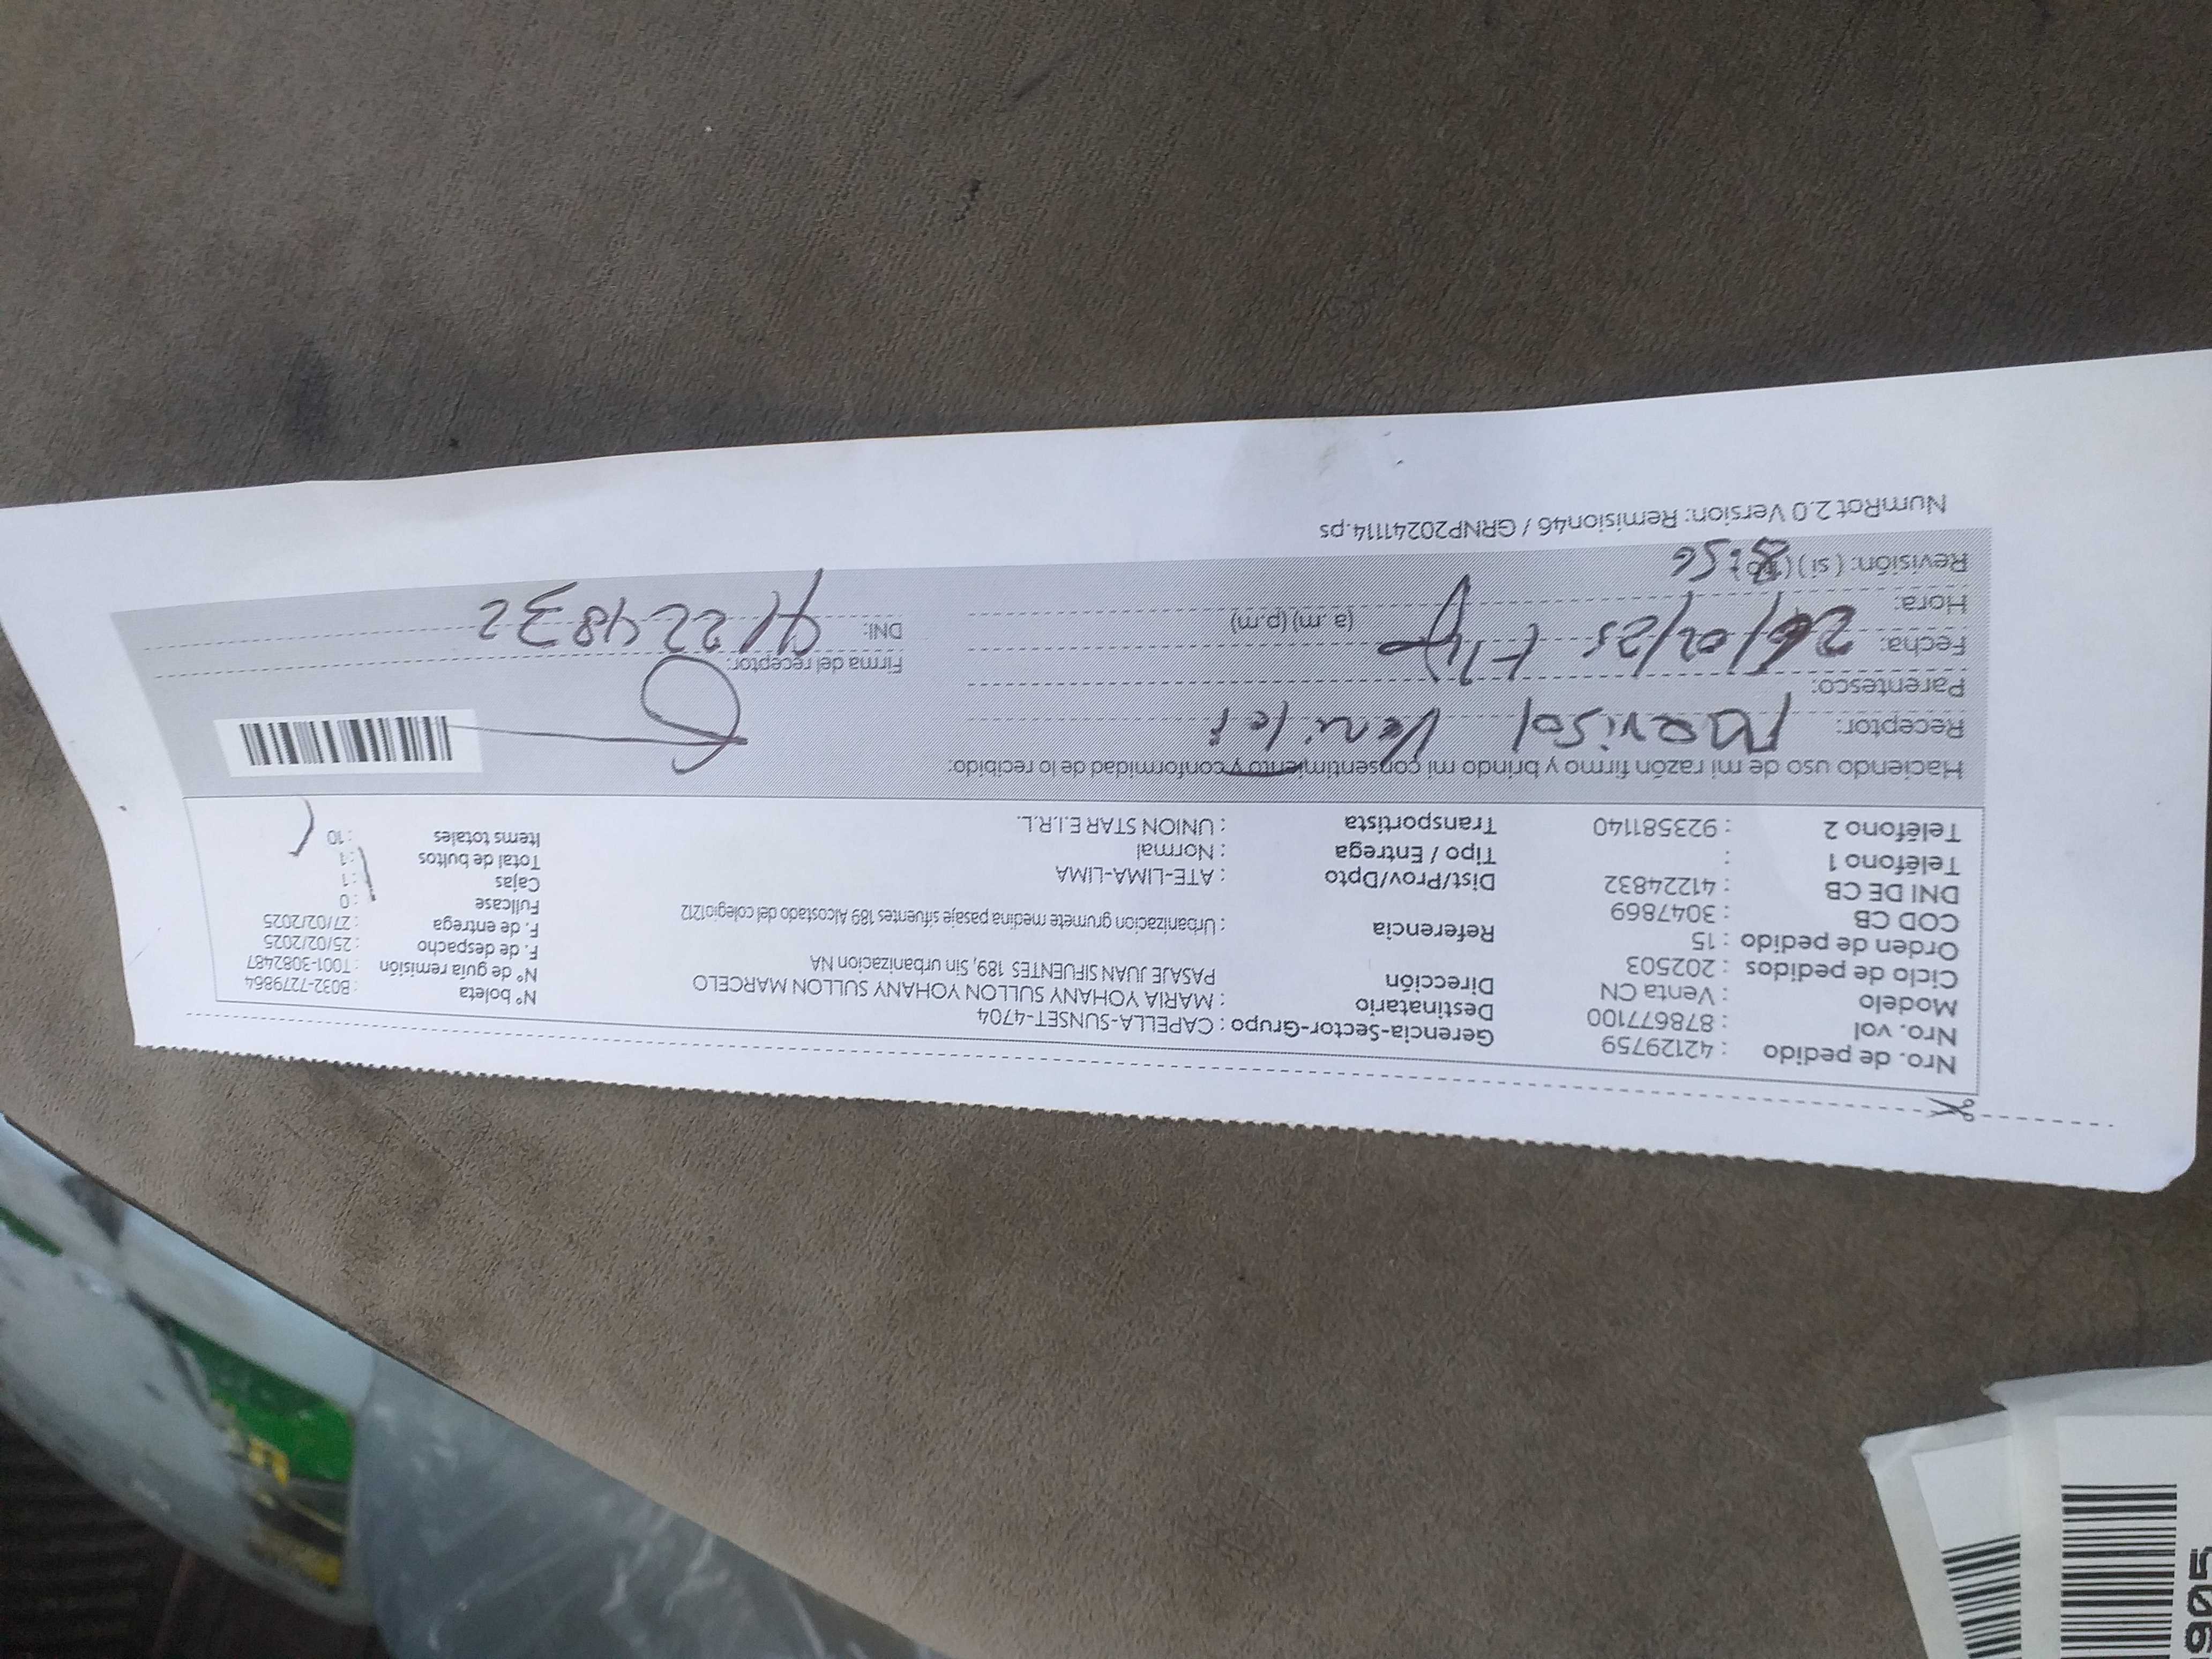 Nro. de pedido : 42129759
Nro. vol : 878677100
Modelo : Venta CN
Ciclo de pedidos : 202503
Orden de pedido : 15
COD CB : 3047869
DNI DE CB : 41224832
Teléfono 1 :
Teléfono 2 : 923581140
Gerencia-Sector-Grupo : CAPELLA-SUNSET-4704
Destinatario : MARIA YOHANY SULLON YOHANY SULLON MARCELO
Dirección PASAJE JUAN SIFUENTES 189, Sin urbanizacion NA
Referencia : Urbanizacion grumete medina pasaje sifuentes 189 Alcostado del colegio1212
Dist/Prov/Dpto : ATE-LIMA-LIMA
Tipo / Entrega : Normal
Transportista : UNION STAR E.I.R.L.
N° boleta : B032-7279864
N° de guía remisión : T001-3082487
F. de despacho : 25/02/2025
F. de entrega : 27/02/2025
Fullcase : 0
Cajas : 1
Total de bultos : 1
Items totales : 10
Haciendo uso de mi razón firmo y brindo mi consentimiento y conformidad de lo recibido:
Receptor:
Parentesco:
Fecha: 26/02/25
Hora: (a.m) (p.m)
Revisión: (si) (no) 8:56
Firma del receptor:
DNI: 41224832
NumRot 2.0 Version: Remision46 / GRNP20241114.ps
905